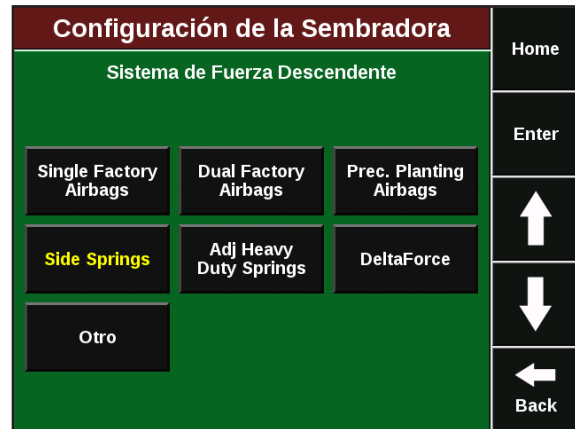 Configuración de la Sembradora
Sistema de Fuerza Descendente
Single Factory
Airbags
Dual Factory
Airbags
Prec. Planting
Airbags
Side Springs
Adj Heavy
Duty Springs
DeltaForce
Otro
Home
Enter
Back